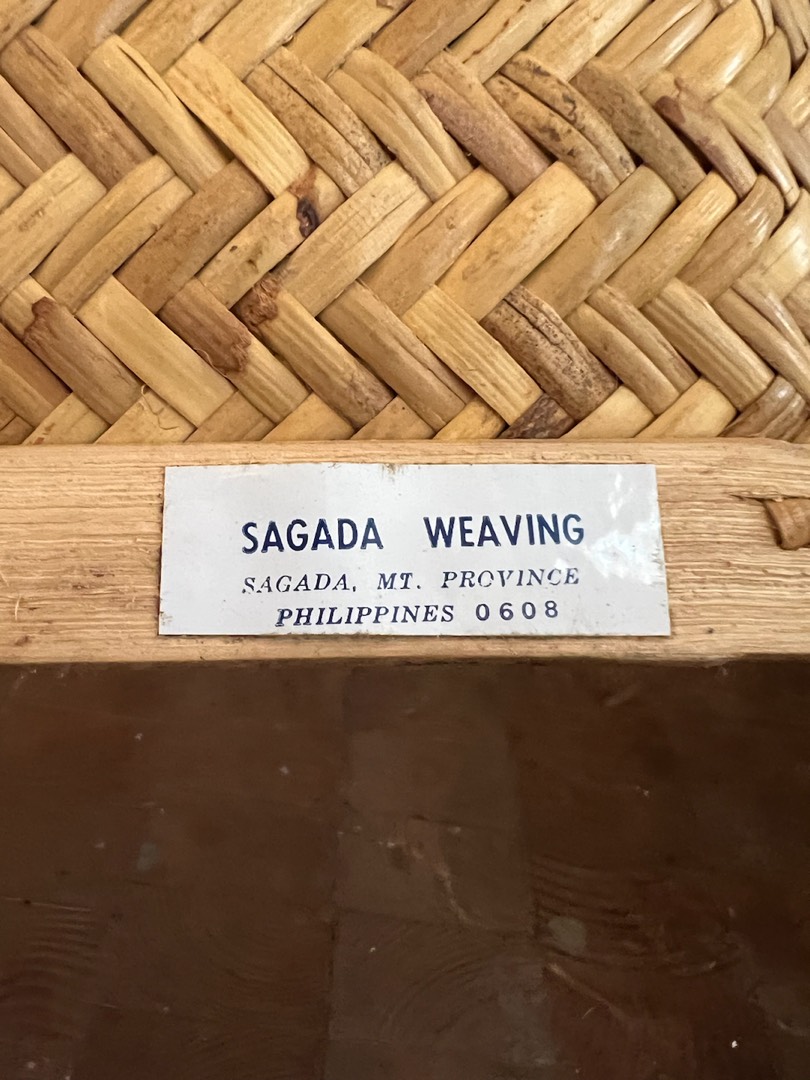 SAGADA WEAVING
SAGADA, MT. PROVINCE
PHILIPPINES 0608